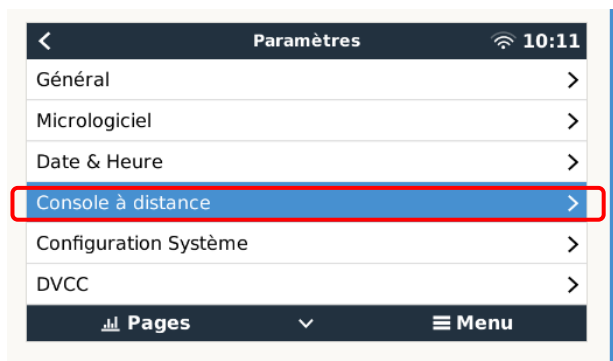 Paramètres 10:11
Général
Micrologiciel
Date & Heure
Console à distance
Configuration Système
DVCC
Pages Menu